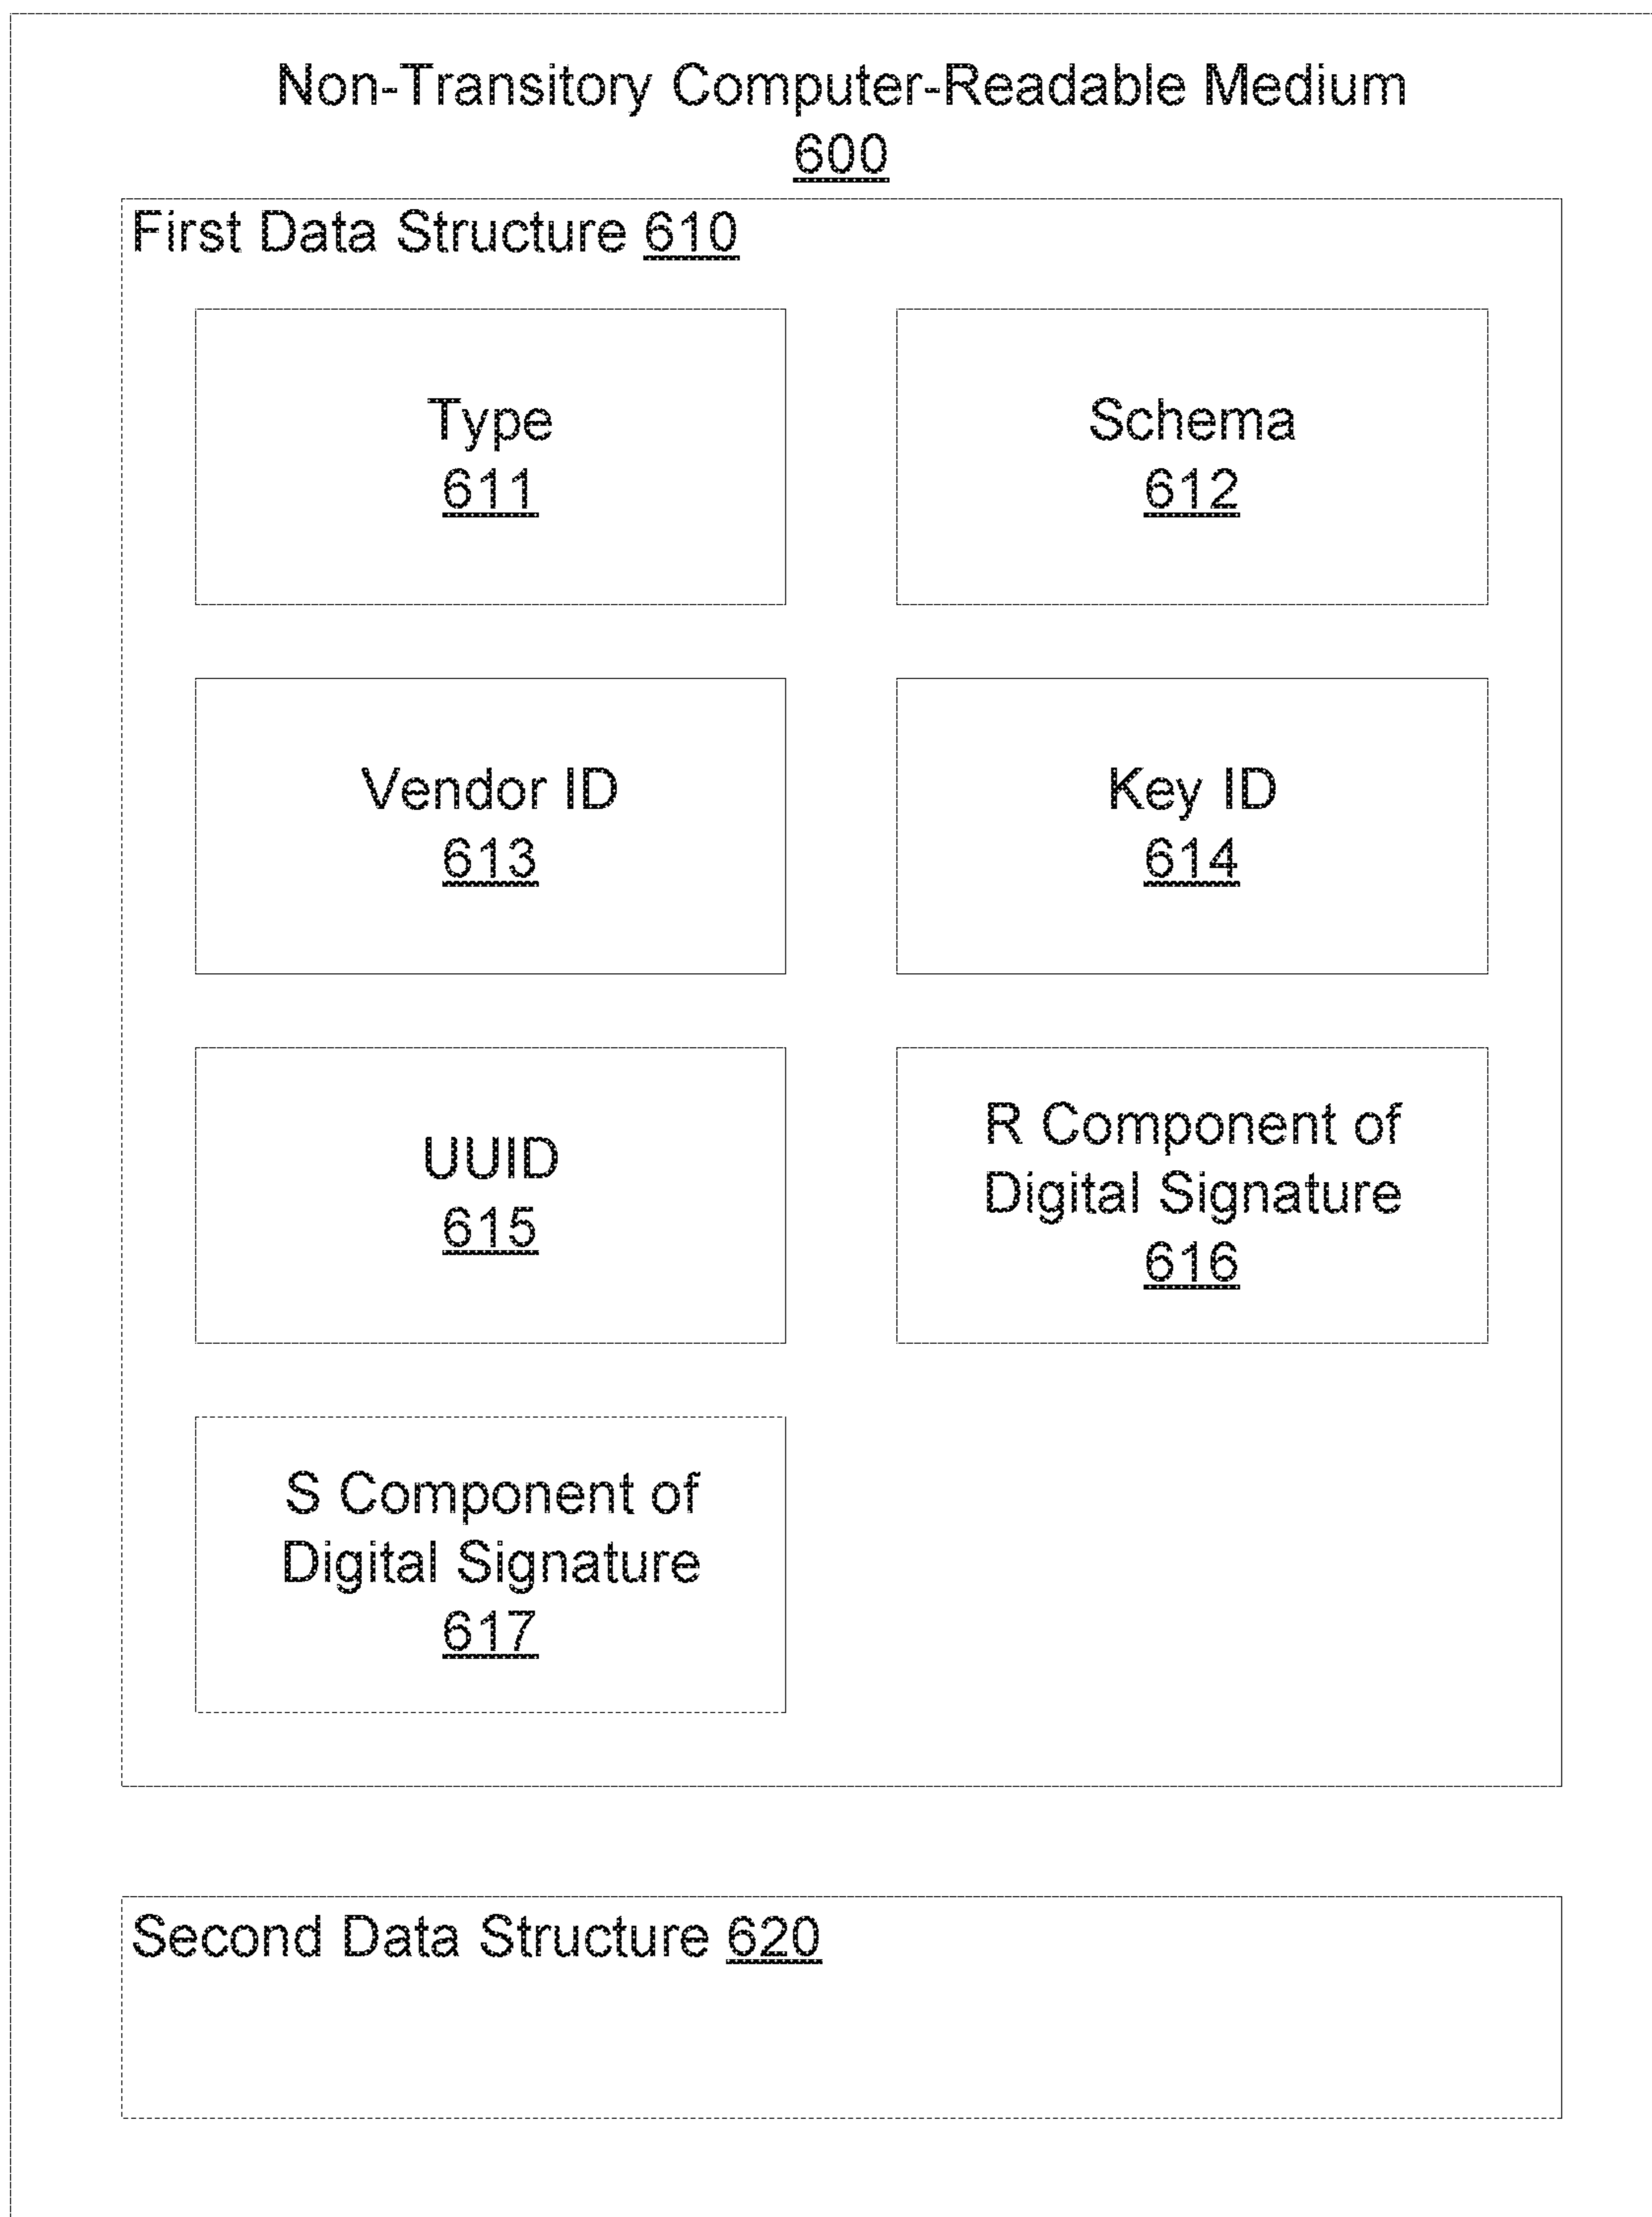 Non-Transitory Computer-Readable Medium
600
First Data Structure 610
Type
611
Schema
612
Vendor ID
613
Key ID
614
UUID
615
R Component of
Digital Signature
616
S Component of
Digital Signature
617
Second Data Structure 620